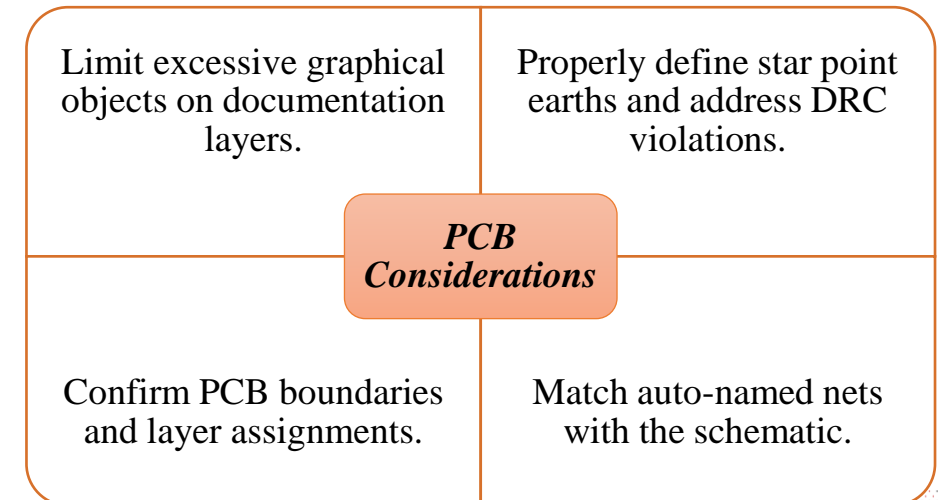 Limit excessive graphical
objects on documentation
layers.
Properly define star point
earths and address DRC
violations.
PCB
Considerations
Confirm PCB boundaries
and layer assignments.
Match auto-named nets
with the schematic.